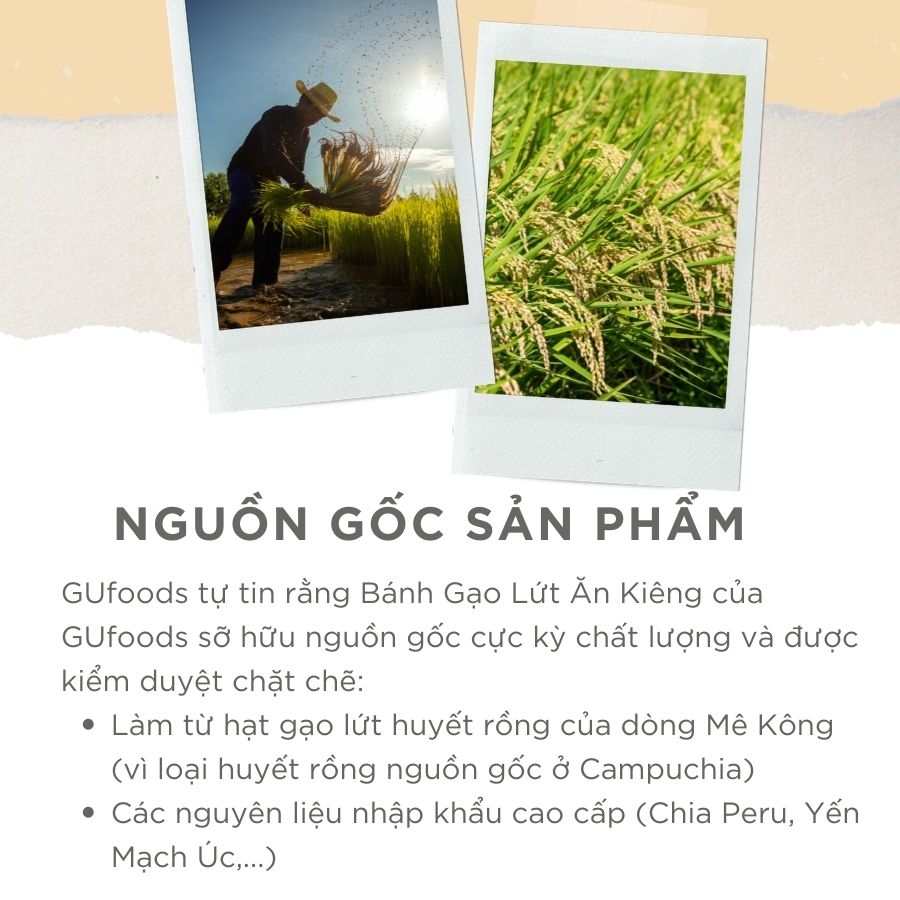 NGUỒN GỐC SẢN PHẨM
GUfoods tự tin rằng Bánh Gạo Lứt Ăn Kiêng của
GUfoods sỡ hữu nguồn gốc cực kỳ chất lượng và được
kiểm duyệt chặt chẽ:
• Làm từ hạt gạo lứt huyết rồng của dòng Mê Kông
(vì loại huyết rồng nguồn gốc ở Campuchia)
• Các nguyên liệu nhập khẩu cao cấp (Chia Peru, Yến
Mạch Úc,...)